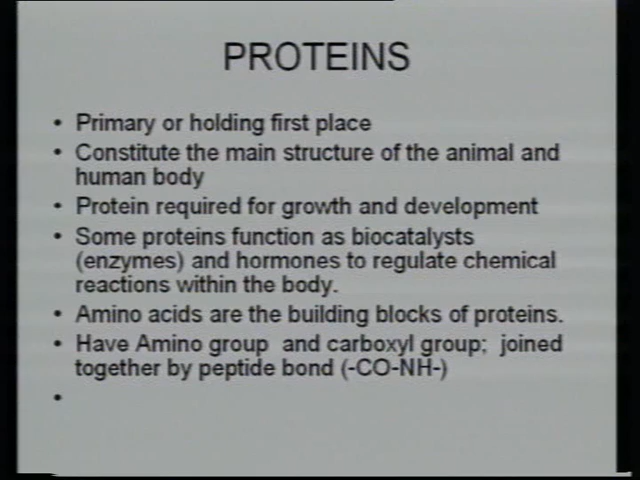 PROTEINS
• Primary or holding first place
• Constitute the main structure of the animal and
human body
• Protein required for growth and development
• Some proteins function as biocatalysts
(enzymes) and hormones to regulate chemical
reactions within the body.
• Amino acids are the building blocks of proteins.
• Have Amino group  and carboxyl group;  joined
together by peptide bond (-CO-NH-)
•